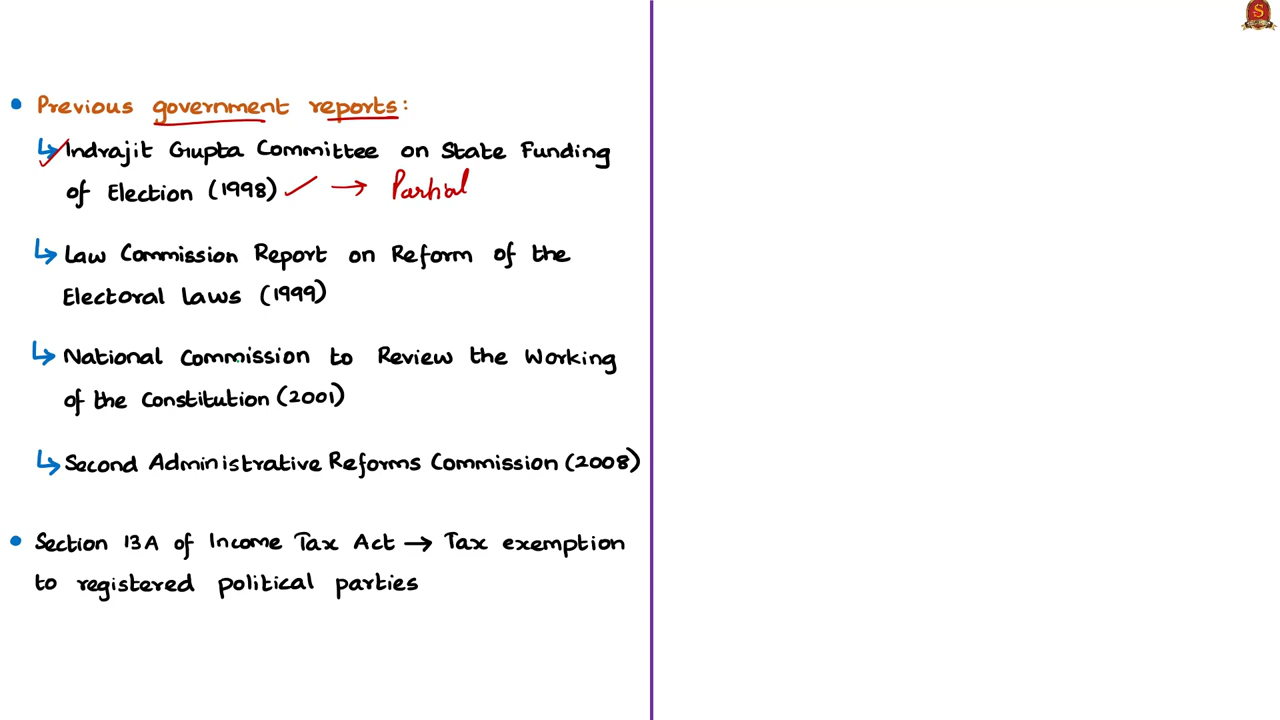 Previous government reports:
Indrajit Gupta Committee on State Funding
of Election (1998) → Partial
Law Commission Report on Reform of the
Electoral Laws (1999)
National Commission to Review the Working
of the Constitution (2001)
Second Administrative Reforms Commission (2008)
Section 13A of Income Tax Act → Tax exemption
to registered political parties